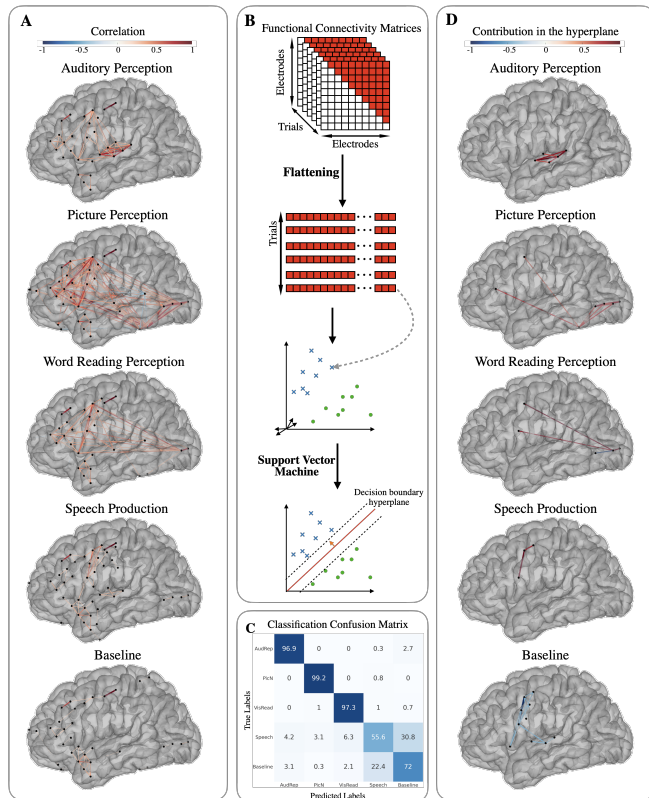 A
Correlation
-1 -0.5 0 0.5 1
Auditory Perception
Picture Perception
Word Reading Perception
Speech Production
Baseline
B
Functional Connectivity Matrices
Electrodes
Trials
Electrodes
Flattening
Trials
Support Vector
Machine
Decision boundary
hyperplane
C
Classification Confusion Matrix
True Labels
AudRep 96.9 0 0 0.3 2.7
PicN 0 99.2 0 0.8 0
VisRead 0 1 97.3 1 0.7
Speech 4.2 3.1 6.3 55.6 30.8
Baseline 3.1 0.3 2.1 22.4 72
AudRep PicN VisRead Speech Baseline
Predicted Labels
D
Contribution in the hyperplane
-1 -0.5 0 0.5 1
Auditory Perception
Picture Perception
Word Reading Perception
Speech Production
Baseline